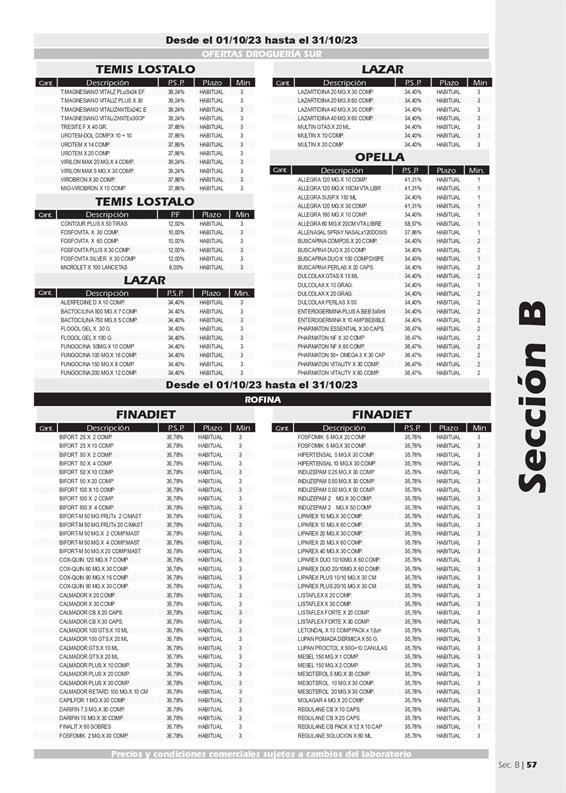 Desde el 01/10/23 hasta el 31/10/23
OFERTAS DROGUERÍA SUR
TEMIS LOSTALO
Cant. Descripción P.S.P. Plazo Min
T.MAGNESIANO VITALZ PLuSx24 EF 39,24% HABITUAL 3
T.MAGNESIANO VITALIZ PLUS X 30 39,24% HABITUAL 3
T.MAGNESIANO VITALIZANTEx24C.E 39,24% HABITUAL 3
T.MAGNESIANO VITALIZANTEx30CP 39,24% HABITUAL 3
TRESITE F X 40 GR. 37,86% HABITUAL 3
UROTEM-DOL COMP.X 10 + 10 37,86% HABITUAL 3
UROTEM X 14 COMP. 37,86% HABITUAL 3
UROTEM X 20 COMP. 37,86% HABITUAL 3
VIRILON MAX 20 MG.X 4 COMP. 39,24% HABITUAL 3
VIRILON MAX 5 MG.X 30 COMP. 39,24% HABITUAL 3
VIROBRON X 30 COMP. 37,86% HABITUAL 3
MIO-VIROBRON X 10 COMP. 37,86% HABITUAL 3
TEMIS LOSTALO
Cant. Descripción P.F Plazo Min
CONTOUR PLUS X 50 TIRAS 12,00% HABITUAL 3
FOSFOVITA X 30 COMP. 10,00% HABITUAL 3
FOSFOVITA X 60 COMP. 10,00% HABITUAL 3
FOSFOVITA PLUS X 30 COMP. 12,00% HABITUAL 3
FOSFOVITA SILVER X 30 COMP. 12,00% HABITUAL 3
MICROLET X 100 LANCETAS 8,00% HABITUAL 3
LAZAR
Cant. Descripción P.S.P. Plazo Min.
ALERFEDINE D X 10 COMP. 34,40% HABITUAL 3
BACTOCILINA 500 MG.X 7 COMP. 34,40% HABITUAL 3
BACTOCILINA 750 MG.X 5 COMP. 34,40% HABITUAL 3
FLOGOL GEL X 30 G. 34,40% HABITUAL 3
FLOGOL GEL X 100 G. 34,40% HABITUAL 3
FUNGOCINA 50MG.X 10 COMP. 34,40% HABITUAL 3
FUNGOCINA 100 MG.X 16 COMP. 34,40% HABITUAL 3
FUNGOCINA 150 MG.X 8 COMP. 34,40% HABITUAL 3
FUNGOCINA 200 MG.X 12 COMP. 34,40% HABITUAL 3
LAZAR
Cant. Descripción P.S.P. Plazo Min
LAZARTIDINA 20 MG.X 30 COMP. 34,40% HABITUAL 3
LAZARTIDINA 20 MG.X 60 COMP. 34,40% HABITUAL 3
LAZARTIDINA 40 MG.X 30 COMP. 34,40% HABITUAL 3
LAZARTIDINA 40 MG.X 60 COMP. 34,40% HABITUAL 3
MULTIN GTAS.X 20 ML. 34,40% HABITUAL 3
MULTIN X 10 COMP. 34,40% HABITUAL 3
MULTIN X 20 COMP. 34,40% HABITUAL 3
OPELLA
Cant. Descripción P.S.P. Plazo Min.
ALLEGRA 120 MG.X 10 COMP. 41,31% HABITUAL 1
ALLEGRA 120 MG.X 10CM VTA LIBR 41,31% HABITUAL 1
ALLEGRA SUSP.X 150 ML 34,40% HABITUAL 1
ALLEGRA 120 MG.X 30 COMP. 41,31% HABITUAL 1
ALLEGRA 180 MG.X 10 COMP. 34,40% HABITUAL 1
ALLEGRA 60 MG.X 20CM VTA.LIBRE 58,57% HABITUAL 1
ALLENASAL SPRAY NASALx120DOSIS 37,86% HABITUAL 1
BUSCAPINA COMPOS.X 20 COMP. 34,40% HABITUAL 2
BUSCAPINA DUO X 20 COMP. 34,40% HABITUAL 2
BUSCAPINA DUO X 100 COMP.DISPE 34,40% HABITUAL 1
BUSCAPINA PERLAS X 20 CAPS. 34,40% HABITUAL 2
DULCOLAX GTAS X 15 ML 34,40% HABITUAL 2
DULCOLAX X 10 GRAG. 34,40% HABITUAL 1
DULCOLAX X 20 GRAG. 34,40% HABITUAL 2
DULCOLAX PERLAS X 50 34,40% HABITUAL 2
ENTEROGERMINA PLUS A.BEB 5x5ml 34,40% HABITUAL 2
ENTEROGERMINA X 10 AMP.BEBIBLE 34,40% HABITUAL 2
PHARMATON ESSENTIAL X 30 CAPS. 36,47% HABITUAL 2
PHARMATON NF X 30 COMP 36,47% HABITUAL 2
PHARMATON NF X 60 COMP. 36,47% HABITUAL 2
PHARMATON 50+ OMEGA 3 X 30 CAP 36,47% HABITUAL 2
PHARMATON VITALITY X 30 COMP. 36,47% HABITUAL 2
PHARMATON VITALITY X 60 COMP. 36,47% HABITUAL 2
Desde el 01/10/23 hasta el 31/10/23
ROFINA
FINADIET
Cant. Descripción P.S.P. Plazo Min
BIFORT 25 X 2 COMP. 35,78% HABITUAL 3
BIFORT 25 X 10 COMP. 35,78% HABITUAL 3
BIFORT 50 X 2 COMP. 35,78% HABITUAL 3
BIFORT 50 X 4 COMP. 35,78% HABITUAL 3
BIFORT 50 X 10 COMP. 35,78% HABITUAL 3
BIFORT 50 X 20 COMP. 35,78% HABITUAL 3
BIFORT 100 X 10 COMP 35,78% HABITUAL 3
BIFORT 100 X 2 COMP. 35,78% HABITUAL 3
BIFORT 100 X 4 COMP. 35,78% HABITUAL 3
BIFORT-M 50 MG.FRUTx 2 C/MAST 35,78% HABITUAL 3
BIFORT-M 50 MG.FRUTx 20 C/MAST 35,78% HABITUAL 3
BIFORT-M 50 MG.X 2 COMP.MAST 35,78% HABITUAL 3
BIFORT-M 50 MG.X 4 COMP.MAST 35,78% HABITUAL 3
BIFORT-M 50 MG.X 20 COMP.MAST 35,78% HABITUAL 3
COX-QUIN 120 MG.X 7 COMP. 35,78% HABITUAL 3
COX-QUIN 60 MG.X 30 COMP. 35,78% HABITUAL 3
COX-QUIN 90 MG.X 15 COMP. 35,78% HABITUAL 3
COX-QUIN 90 MG.X 30 COMP. 35,78% HABITUAL 3
CALMADOR X 20 COMP. 35,78% HABITUAL 3
CALMADOR X 30 COMP. 35,78% HABITUAL 3
CALMADOR CB X 20 CAPS. 35,78% HABITUAL 3
CALMADOR CB X 30 CAPS. 35,78% HABITUAL 3
CALMADOR 100 GTS.X 10 ML 35,78% HABITUAL 3
CALMADOR 100 GTS.X 20 ML 35,78% HABITUAL 3
CALMADOR GTS.X 10 ML 35,78% HABITUAL 3
CALMADOR GTS.X 20 ML 35,78% HABITUAL 3
CALMADOR PLUS X 10 COMP. 35,78% HABITUAL 3
CALMADOR PLUS X 20 COMP. 35,78% HABITUAL 3
CALMADOR PLUS X 30 COMP. 35,78% HABITUAL 3
CALMADOR RETARD 100 MG.X 10 CM 35,78% HABITUAL 3
CAPILFOR 1 MG.X 30 COMP. 35,78% HABITUAL 3
DARIFIN 7,5 MG.X 30 COMP. 35,78% HABITUAL 3
DARIFIN 15 MG.X 30 COMP. 35,78% HABITUAL 3
FINALIT X 60 SOBRES 35,78% HABITUAL 3
FOSFOMIK 2 MG.X 30 COMP. 35,78% HABITUAL 3
FINADIET
Cant. Descripción P.S.P. Plazo Min
FOSFOMIK 5 MG.X 20 COMP. 35,78% HABITUAL 3
FOSFOMIK 5 MG.X 30 COMP. 35,78% HABITUAL 3
HIPERTENSAL 5 MG.X 30 COMP. 35,78% HABITUAL 3
HIPERTENSAL 10 MG.X 30 COMP. 35,78% HABITUAL 3
INDUZEPAM 0.25 MG.X 30 COMP. 35,78% HABITUAL 3
INDUZEPAM 0.50 MG.X 30 COMP. 35,78% HABITUAL 3
INDUZEPAM 0.50 MG.X 50 COMP. 35,78% HABITUAL 3
INDUZEPAM 2 MG.X 30 COMP. 35,78% HABITUAL 3
INDUZEPAM 2 MG.X 50 COMP. 35,78% HABITUAL 3
LIPAREX 10 MG.X 30 COMP. 35,78% HABITUAL 3
LIPAREX 10 MG.X 60 COMP. 35,78% HABITUAL 3
LIPAREX 20 MG.X 30 COMP. 35,78% HABITUAL 3
LIPAREX 20 MG.X 60 COMP. 35,78% HABITUAL 3
LIPAREX 40 MG.X 30 COMP. 35,78% HABITUAL 3
LIPAREX DUO 10/10MG.X 60 COMP. 35,78% HABITUAL 3
LIPAREX DUO 20/10MG.X 60 COMP. 35,78% HABITUAL 3
LIPAREX PLUS 10/10 MG.X 30 CM 35,78% HABITUAL 3
LIPAREX PLUS 20/10 MG.X 30 CM 35,78% HABITUAL 3
LISTAFLEX X 20 COMP. 35,78% HABITUAL 3
LISTAFLEX X 30 COMP. 35,78% HABITUAL 3
LISTAFLEX FORTE X 20 COMP. 35,78% HABITUAL 3
LISTAFLEX FORTE X 30 COMP. 35,78% HABITUAL 3
LETONDAL X 10 COMP.PACK x 12un 35,78% HABITUAL 1
LUPAN POMADA DERMICA X 50 G. 35,78% HABITUAL 3
LUPAN PROCTOL.X 50G+10 CANULAS 35,78% HABITUAL 3
MESEL 150 MG.X 1 COMP. 35,78% HABITUAL 3
MESEL 150 MG.X 2 COMP. 35,78% HABITUAL 3
MESOTEROL 5 MG.X 30 COMP. 35,78% HABITUAL 3
MESOTEROL 10 MG.X 30 COMP. 35,78% HABITUAL 3
MESOTEROL 20 MG.X 30 COMP. 35,78% HABITUAL 3
MOLAGAR 4 MG.X 20 COMP. 35,78% HABITUAL 3
REGULANE CB X 10 CAPS. 35,78% HABITUAL 3
REGULANE CB X 20 CAPS. 35,78% HABITUAL 3
REGULANE CB PACK X 12 X 10 CAP 35,78% HABITUAL 1
REGULANE SOLUCION X 60 ML. 35,78% HABITUAL 3
Precios y condiciones comerciales sujetos a cambios del laboratorio
Sección B
Sec. B | 57